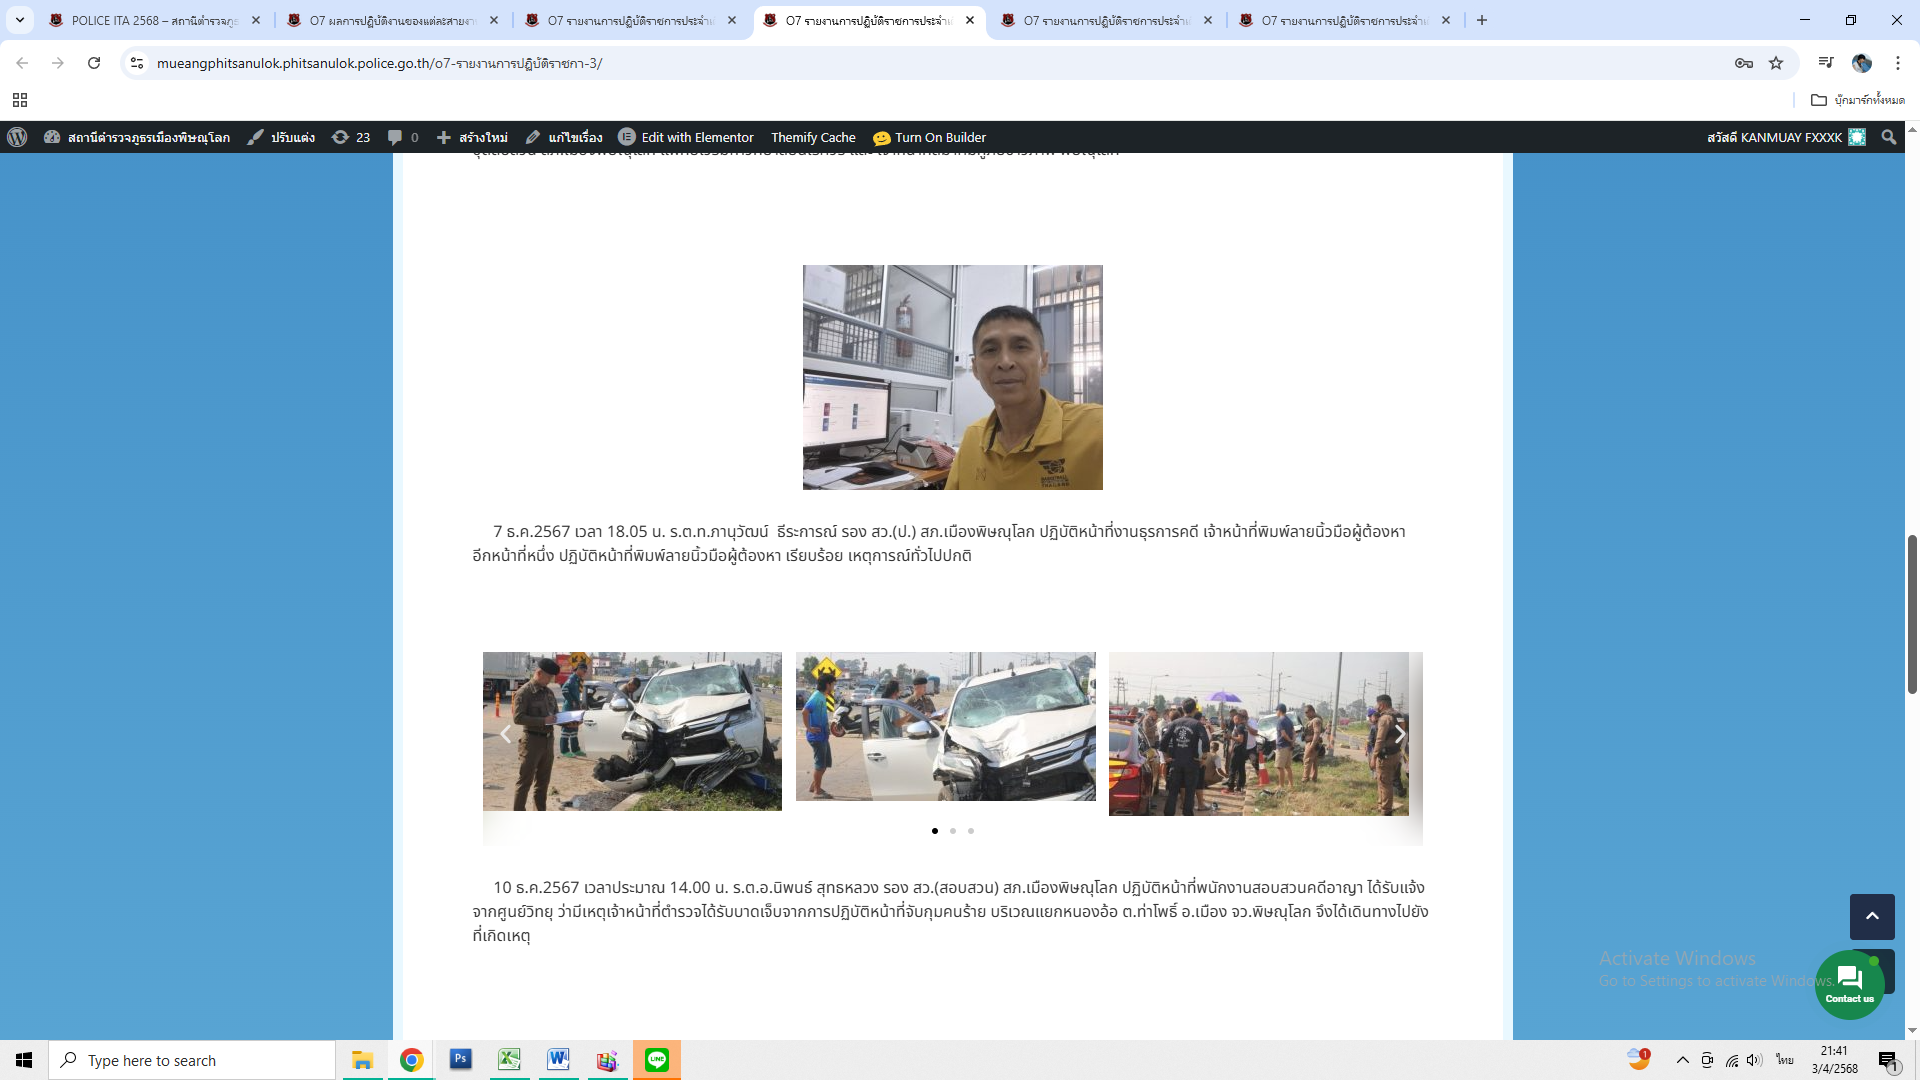 POLICE ITA 2568 – สถานีตำรวจภูธ
O7 ผลการปฏิบัติงานของแต่ละสายงา
O7 รายงานการปฏิบัติราชการประจำเ
O7 รายงานการปฏิบัติราชการประจำเ
O7 รายงานการปฏิบัติราชการประจำเ
O7 รายงานการปฏิบัติราชการประจำเ
mueangphitsanulok.phitsanulok.police.go.th/o7-รายงานการปฏิบัติราชกา-3/
บุ๊กมาร์กทั้งหมด
สถานีตำรวจภูธรเมืองพิษณุโลก ปรับแต่ง 23 0 สร้างใหม่ แก้ไขเรื่อง Edit with Elementor Themify Cache Turn On Builder สวัสดี KANMUAY FXXXK
7 ธ.ค.2567 เวลา 18.05 น. ร.ต.ท.ภานุวัฒน์ ธีระการณ์ รอง สว.(ป.) สภ.เมืองพิษณุโลก ปฏิบัติหน้าที่งานธุรการคดี เจ้าหน้าที่พิมพ์ลายนิ้วมือผู้ต้องหา
อีกหน้าที่หนึ่ง ปฏิบัติหน้าที่พิมพ์ลายนิ้วมือผู้ต้องหา เรียบร้อย เหตุการณ์ทั่วไปปกติ
10 ธ.ค.2567 เวลาประมาณ 14.00 น. ร.ต.อ.นิพนธ์ สุทธหลวง รอง สว.(สอบสวน) สภ.เมืองพิษณุโลก ปฏิบัติหน้าที่พนักงานสอบสวนคดีอาญา ได้รับแจ้ง
จากศูนย์วิทยุ ว่ามีเหตุเจ้าหน้าที่ตำรวจได้รับบาดเจ็บจากการปฏิบัติหน้าที่จับกุมคนร้าย บริเวณแยกหนองอ้อ ต.ท่าโพธิ์ อ.เมือง จว.พิษณุโลก จึงได้เดินทางไปยัง
ที่เกิดเหตุ
Activate Windows
Go to Settings to activate Windows.
Contact us
Type here to search
Ps
LINE
1
ไทย
21:41
3/4/2568
1